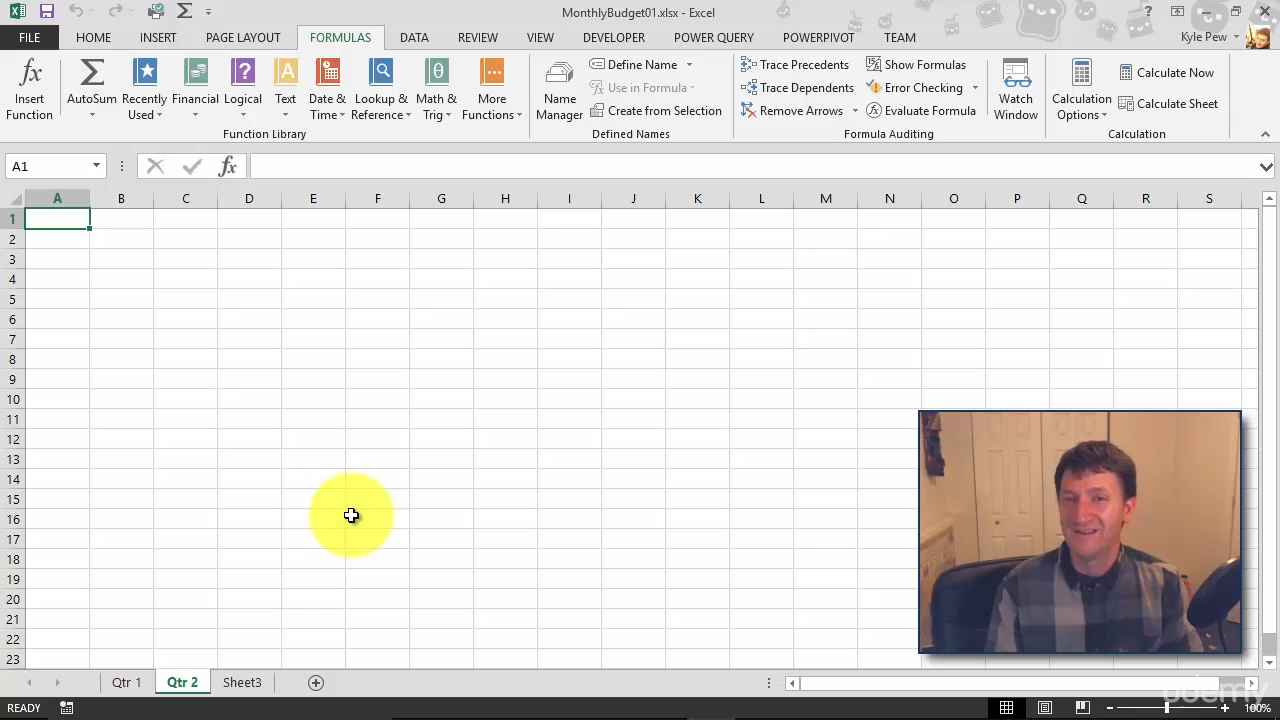 MonthlyBudget01.xlsx - Excel
FILE HOME INSERT PAGE LAYOUT FORMULAS DATA REVIEW VIEW DEVELOPER POWER QUERY POWERPIVOT TEAM Kyle Pew
Insert Function
AutoSum
Recently Used
Financial
Logical
Text
Date & Time
Lookup & Reference
Math & Trig
More Functions
Function Library
Name Manager
Define Name
Use in Formula
Create from Selection
Defined Names
Trace Precedents
Trace Dependents
Remove Arrows
Show Formulas
Error Checking
Evaluate Formula
Formula Auditing
Watch Window
Calculation Options
Calculate Now
Calculate Sheet
Calculation
A1
fx
A B C D E F G H I J K L M N O P Q R S
1
2
3
4
5
6
7
8
9
10
11
12
13
14
15
16
17
18
19
20
21
22
23
Qtr 1 Qtr 2 Sheet3
udemy
READY 100%